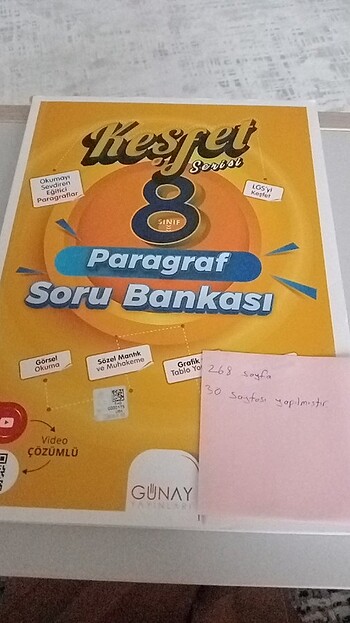 Keşfet
Serisi
Okumayı
Sevdiren
Eğitici
Paragraflar
LGS'yi
Keşfet
8
SINIF
Paragraf
Soru Bankası
Görsel
Okuma
Sözel Mantık
ve Muhakeme
Grafik
Tablo
268 sayfa
30 sayfası yapılmıştır
Video
ÇÖZÜMLÜ
GÜNAY
YAYINLARI